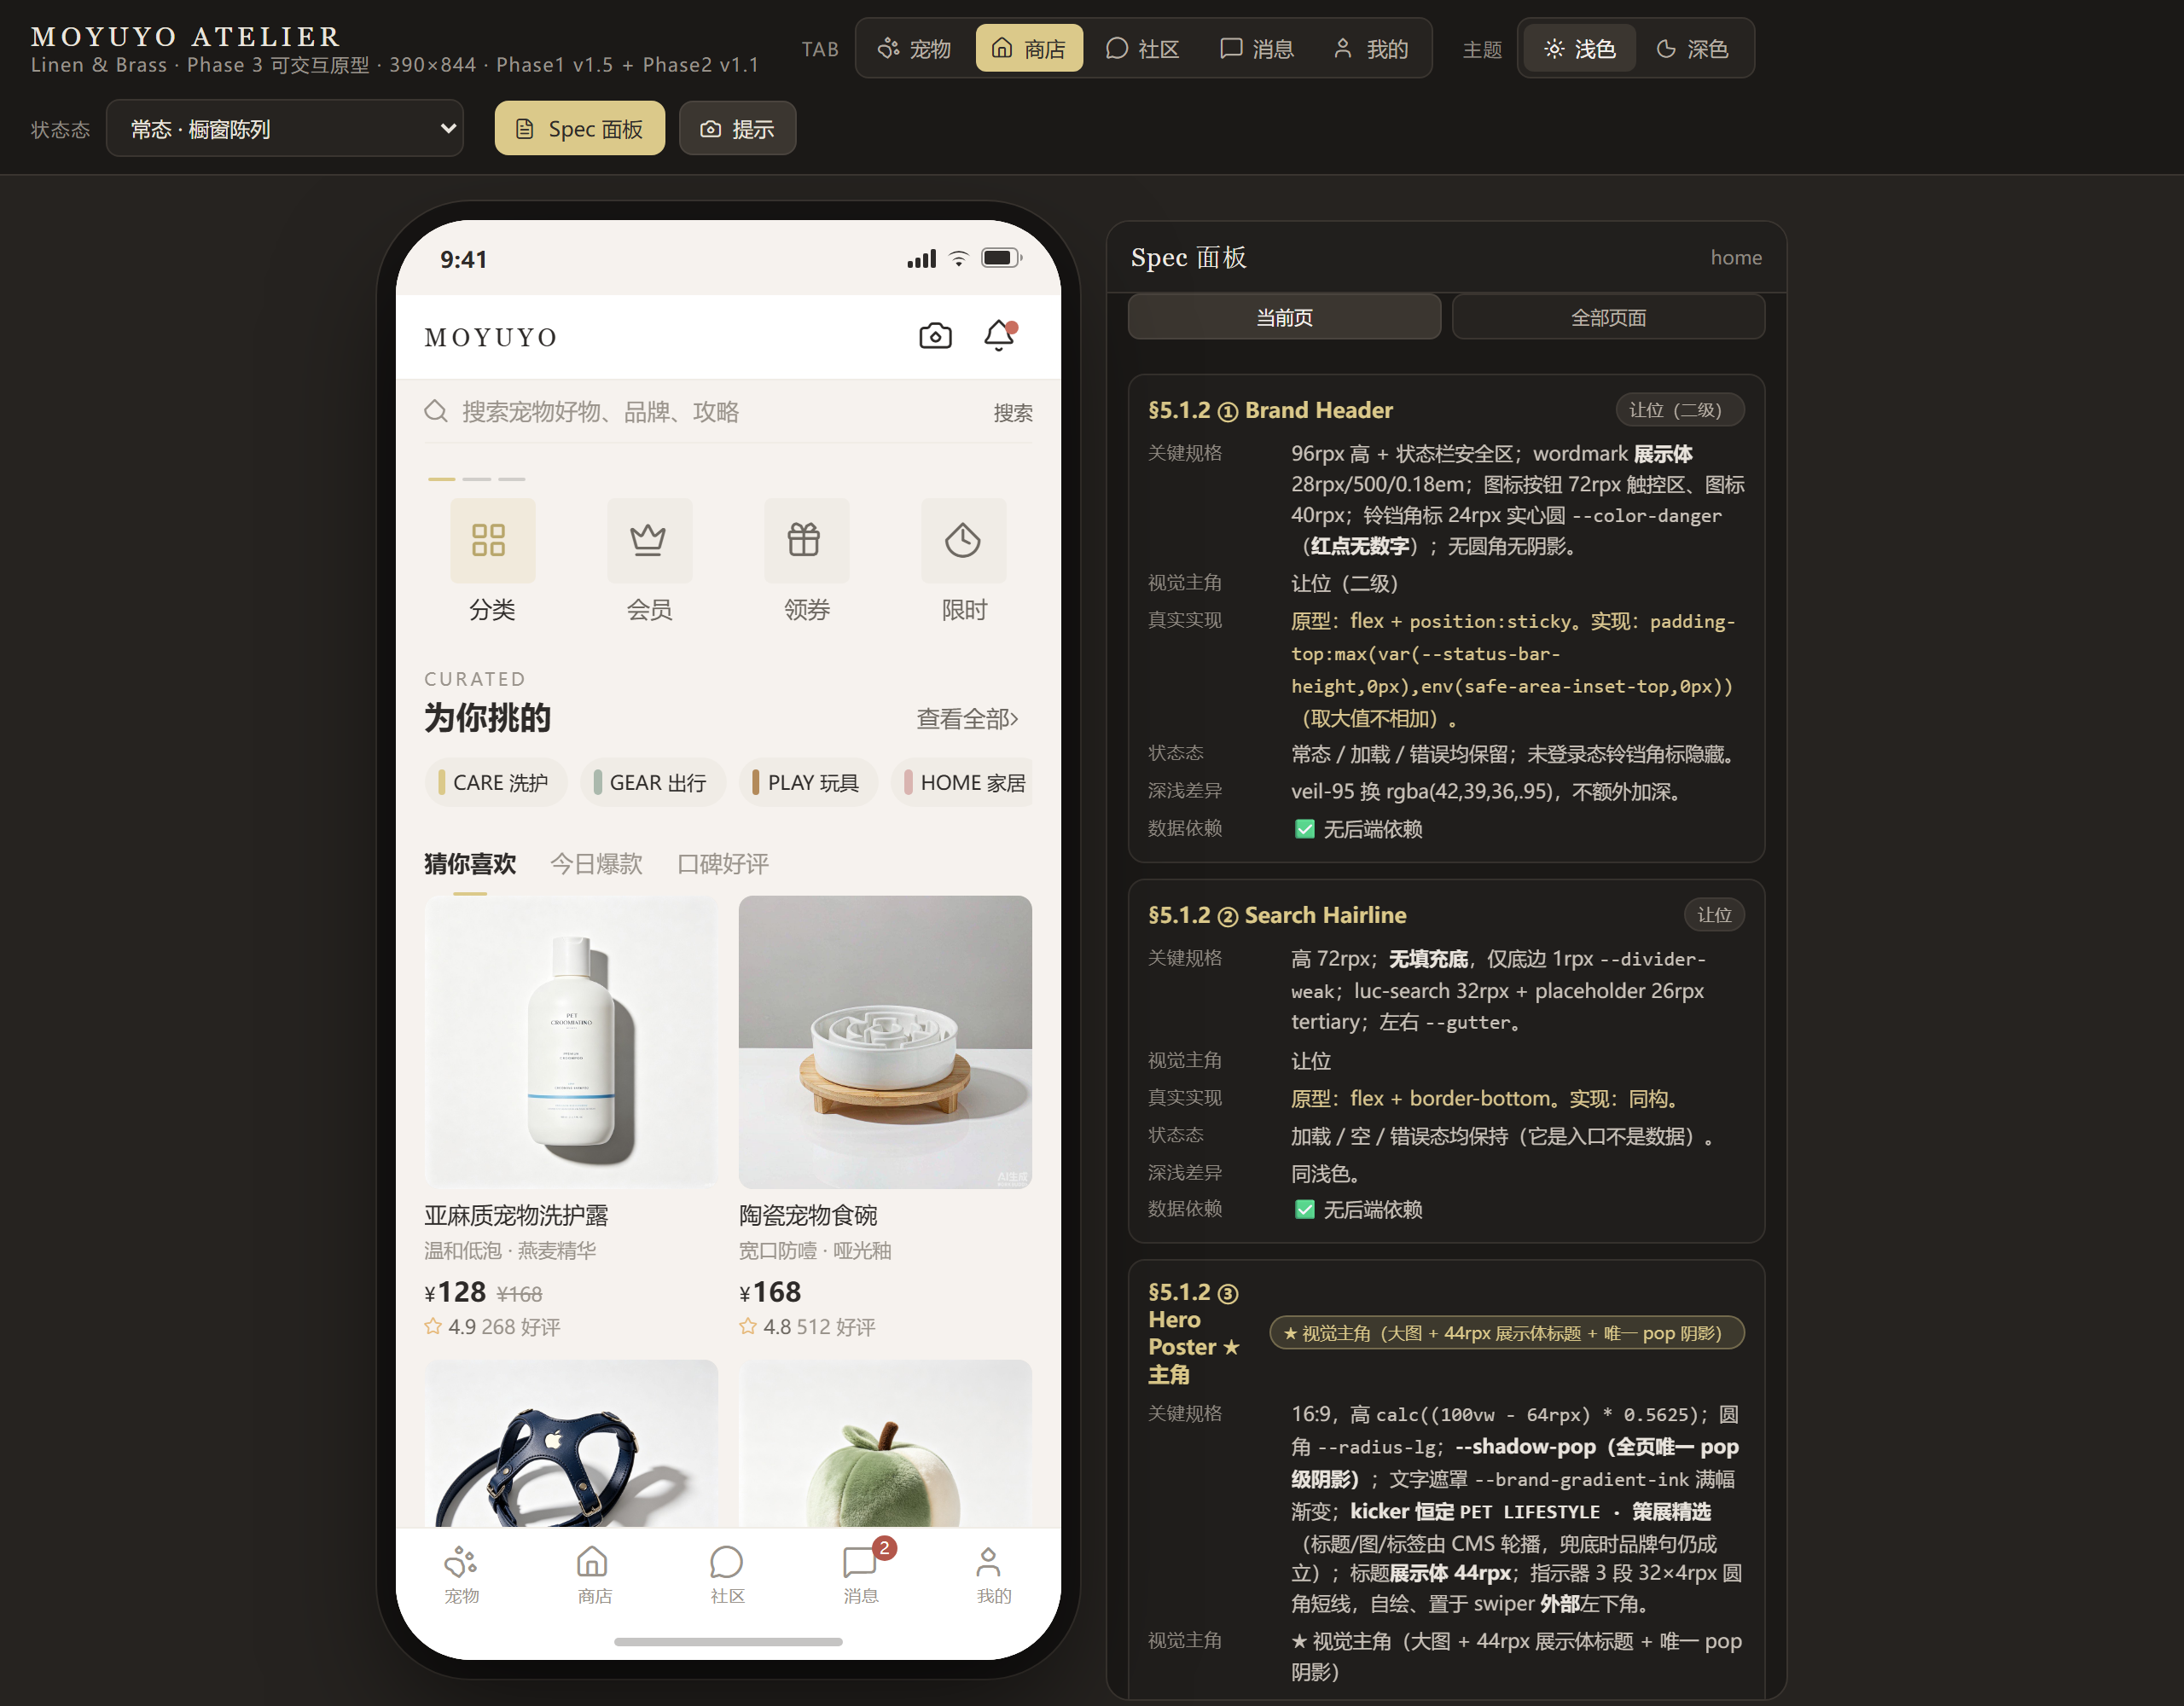 MOYUYO ATELIER
Linen & Brass · Phase 3 可交互原型 · 390×844 · Phase1 v1.5 + Phase2 v1.1
TAB
宠物
商店
社区
消息
我的
主题
浅色
深色
状态态
常态 · 橱窗阵列
Spec 面板
提示
9:41
MOYUYO
搜索宠物好物、品牌、攻略
搜索
分类
会员
领券
限时
CURATED
为你挑的
查看全部›
CARE 洗护
GEAR 出行
PLAY 玩具
HOME 家居
猜你喜欢
今日爆款
口碑好评
PET
AI生成
亚麻质宠物洗护露
温和低泡 · 燕麦精华
¥128 ¥168
4.9 268 好评
陶瓷宠物食碗
宽口防噎 · 哑光釉
¥168
4.8 512 好评
宠物
商店
社区
2
消息
我的
Spec 面板
home
当前页
全部页面
§5.1.2 ① Brand Header
让位（二级）
关键规格
96rpx 高 + 状态栏安全区；wordmark 展示体
28rpx/500/0.18em；图标按钮 72rpx 触控区、图标
40rpx；铃铛角标 24rpx 实心圆 --color-danger
（红点无数字）；无圆角无阴影。
视觉主角
让位（二级）
真实实现
原型：flex + position:sticky。实现：padding-
top:max(var(--status-bar-
height,0px),env(safe-area-inset-top,0px))
（取大值不相加）。
状态态
常态 / 加载 / 错误均保留；未登录态铃铛角标隐藏。
深浅差异
veil-95 换 rgba(42,39,36,.95)，不额外加深。
数据依赖
✅ 无后端依赖
§5.1.2 ② Search Hairline
让位
关键规格
高 72rpx；无填充底，仅底边 1rpx --divider-
weak；luc-search 32rpx + placeholder 26rpx
tertiary；左右 --gutter。
视觉主角
让位
真实实现
原型：flex + border-bottom。实现：同构。
状态态
加载 / 空 / 错误态均保持（它是入口不是数据）。
深浅差异
同浅色。
数据依赖
✅ 无后端依赖
§5.1.2 ③
Hero
Poster ★
主角
★ 视觉主角（大图 + 44rpx 展示体标题 + 唯一 pop 阴影）
关键规格
16:9，高 calc((100vw - 64rpx) * 0.5625)；圆
角 --radius-lg；--shadow-pop（全页唯一 pop
级阴影）；文字遮罩 --brand-gradient-ink 满幅
渐变；kicker 恒定 PET LIFESTYLE · 策展精选
（标题/图/标签由 CMS 轮播，兜底时品牌句仍成
立）；标题展示体 44rpx；指示器 3 段 32×4rpx 圆
角短线，自绘、置于 swiper 外部左下角。
视觉主角
★ 视觉主角（大图 + 44rpx 展示体标题 + 唯一 pop
阴影）